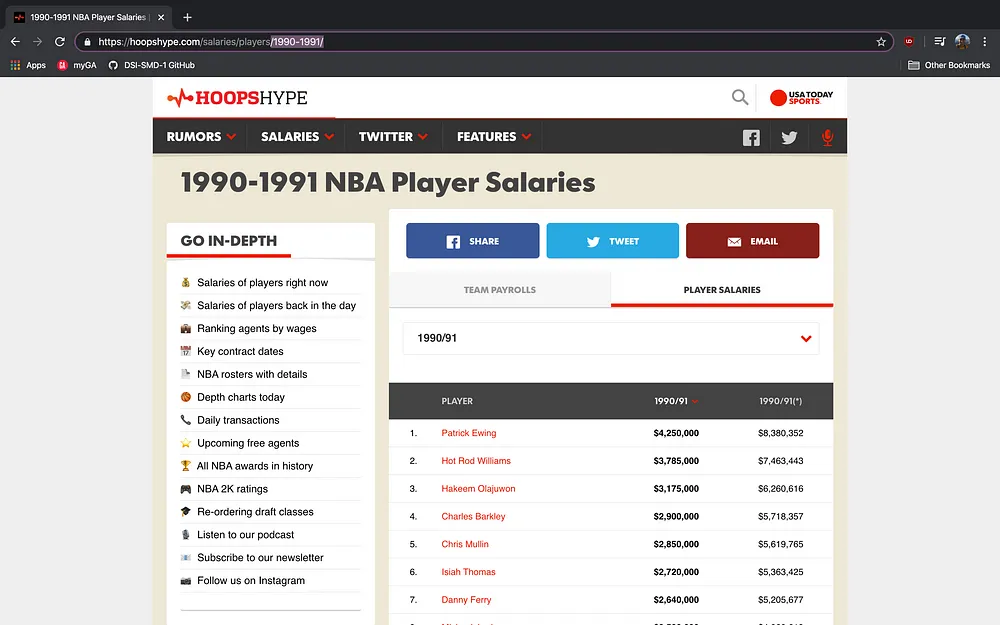 1990-1991 NBA Player Salaries |
https://hoopshype.com/salaries/players/1990-1991/
Apps myGA DSI-SMD-1 GitHub Other Bookmarks
HOOPSHYPE
USA TODAY
SPORTS
RUMORS SALARIES TWITTER FEATURES
1990-1991 NBA Player Salaries
GO IN-DEPTH
Salaries of players right now
Salaries of players back in the day
Ranking agents by wages
Key contract dates
NBA rosters with details
Depth charts today
Daily transactions
Upcoming free agents
All NBA awards in history
NBA 2K ratings
Re-ordering draft classes
Listen to our podcast
Subscribe to our newsletter
Follow us on Instagram
SHARE TWEET EMAIL
TEAM PAYROLLS PLAYER SALARIES
1990/91
PLAYER 1990/91 1990/91(*)
1. Patrick Ewing $4,250,000 $8,380,352
2. Hot Rod Williams $3,785,000 $7,463,443
3. Hakeem Olajuwon $3,175,000 $6,260,616
4. Charles Barkley $2,900,000 $5,718,357
5. Chris Mullin $2,850,000 $5,619,765
6. Isiah Thomas $2,720,000 $5,363,425
7. Danny Ferry $2,640,000 $5,205,677